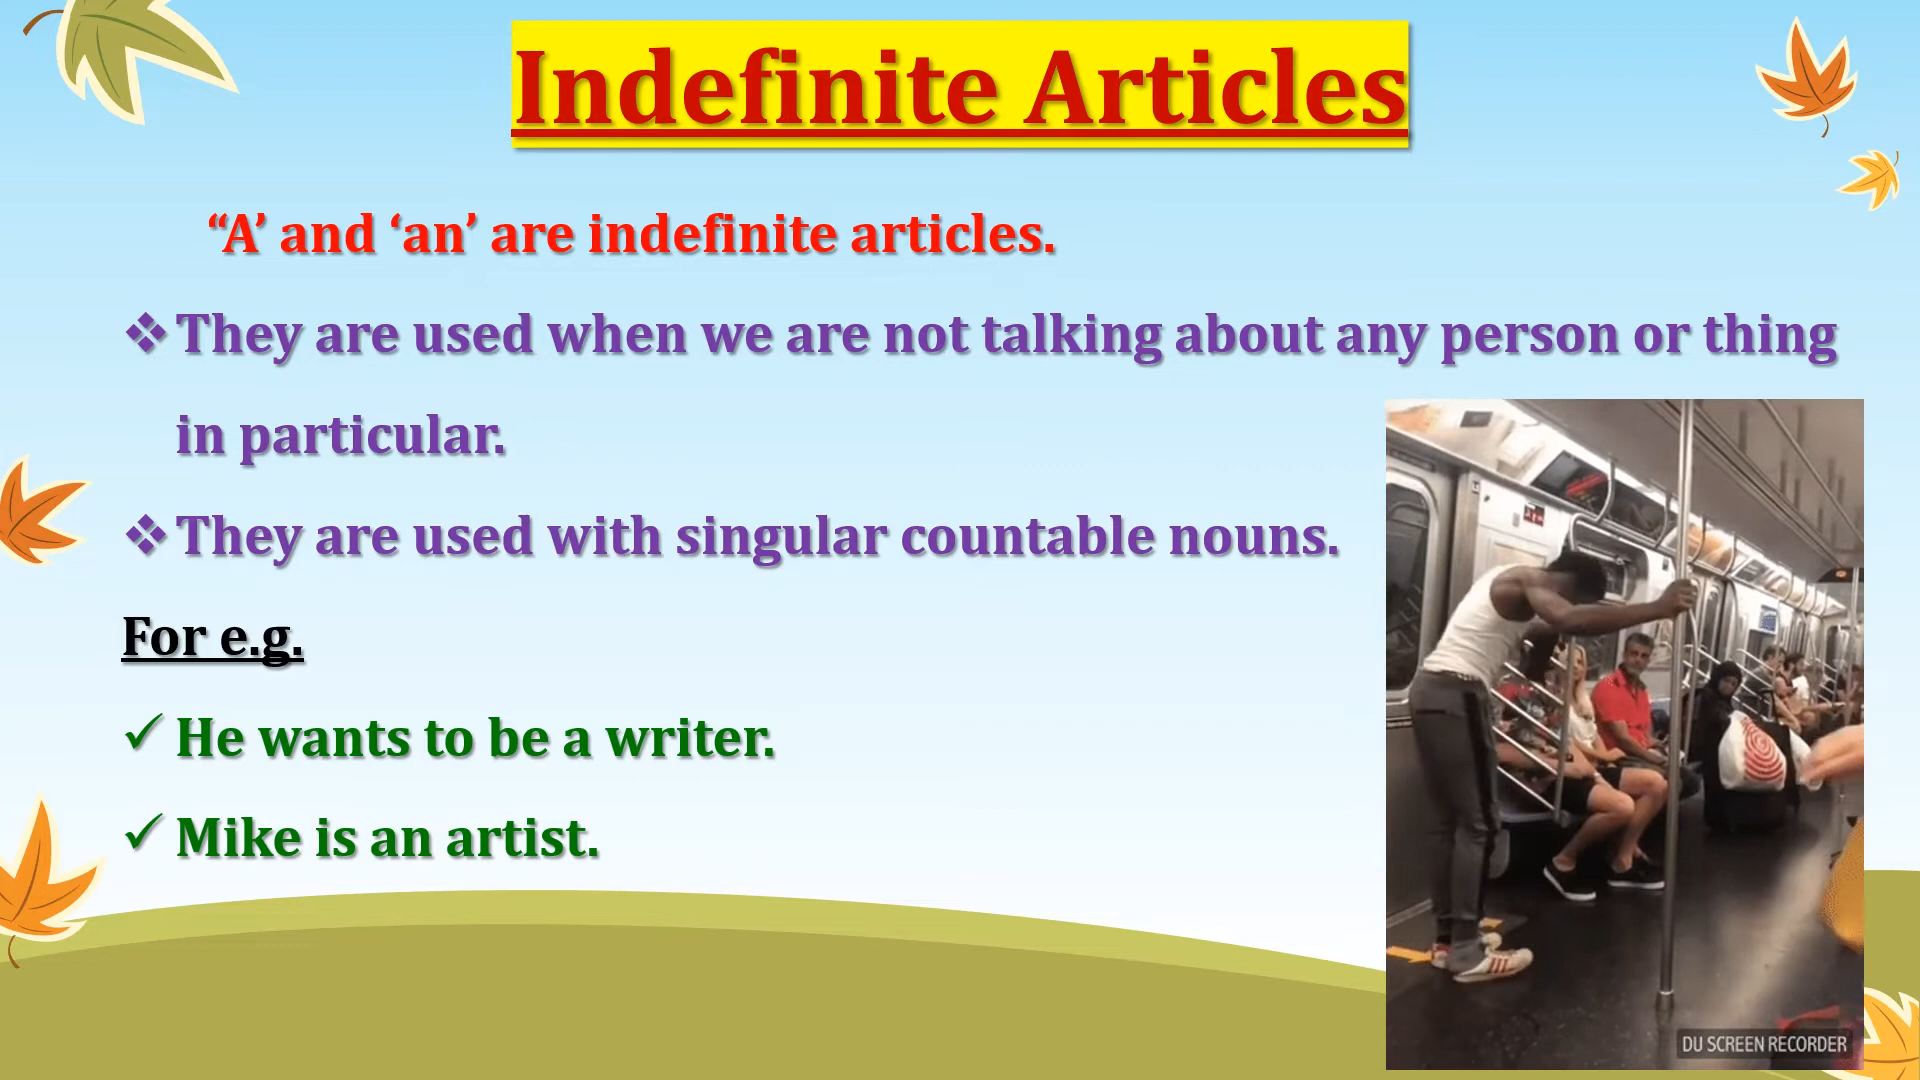 Indefinite Articles
“A’ and ‘an’ are indefinite articles.
They are used when we are not talking about any person or thing
in particular.
They are used with singular countable nouns.
For e.g.
He wants to be a writer.
Mike is an artist.
DU SCREEN RECORDER